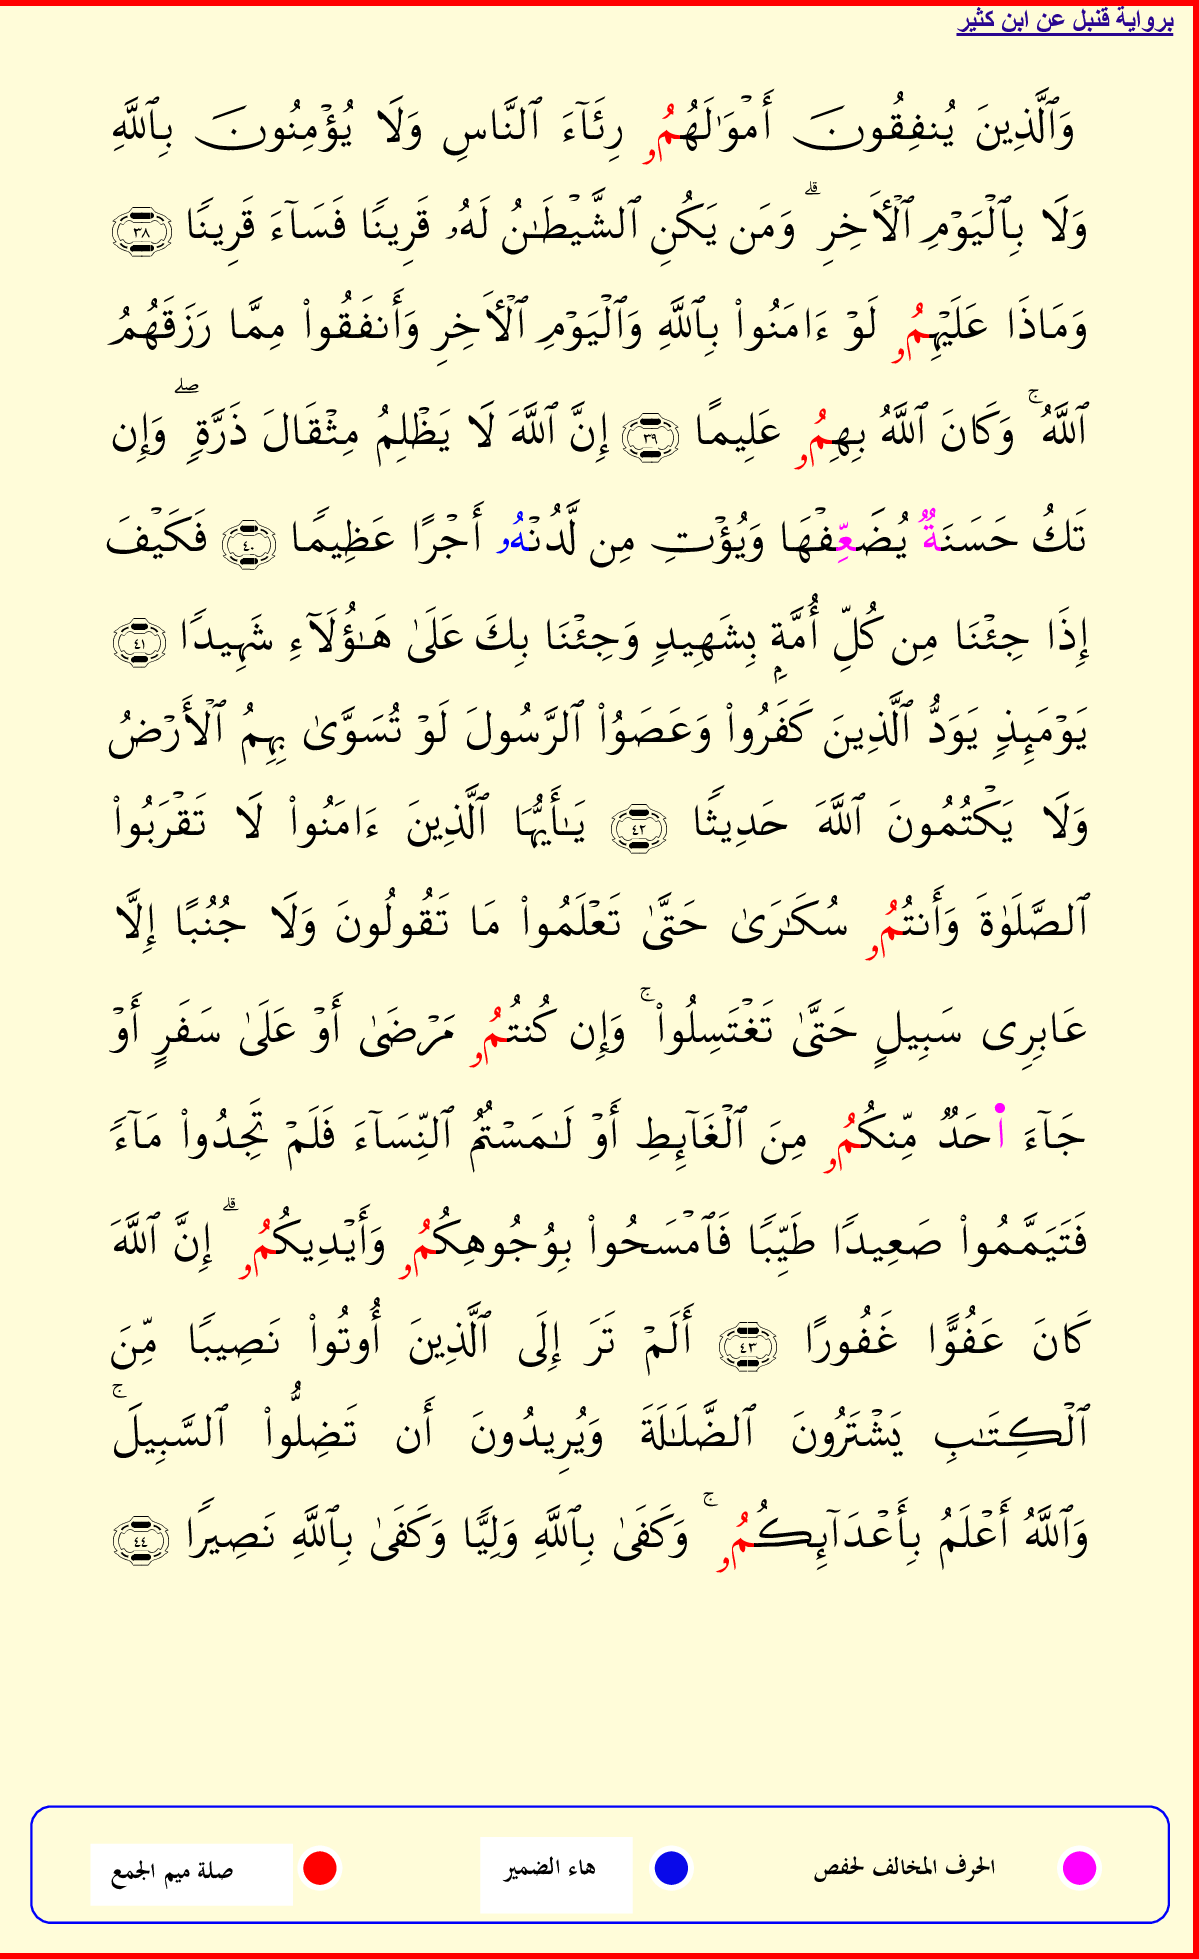 برواية قنبل عن ابن كثير
وَٱلَّذِينَ يُنفِقُونَ أَمۡوَٰلَهُمُۥ رِئَآءَ ٱلنَّاسِ وَلَا يُؤۡمِنُونَ بِٱللَّهِ
وَلَا بِٱلۡيَوۡمِ ٱلۡأَخِرِۗ وَمَن يَكُنِ ٱلشَّيۡطَٰنُ لَهُۥ قَرِينٗا فَسَآءَ قَرِينٗا ٣٨
وَمَاذَا عَلَيۡهِمُۥ لَوۡ ءَامَنُواْ بِٱللَّهِ وَٱلۡيَوۡمِ ٱلۡأَخِرِ وَأَنفَقُواْ مِمَّا رَزَقَهُمُ
ٱللَّهُۚ وَكَانَ ٱللَّهُ بِهِمُۥ عَلِيمًا ٣٩ إِنَّ ٱللَّهَ لَا يَظۡلِمُ مِثۡقَالَ ذَرَّةٖۖ وَإِن
تَكُ حَسَنَةٞ يُضَعِّفۡهَا وَيُؤۡتِ مِن لَّدُنۡهُۥ أَجۡرًا عَظِيمٗا ٤٠ فَكَيۡفَ
إِذَا جِئۡنَا مِن كُلِّ أُمَّةِۭ بِشَهِيدٖ وَجِئۡنَا بِكَ عَلَىٰ هَٰٓؤُلَآءِ شَهِيدٗا ٤١
يَوۡمَئِذٖ يَوَدُّ ٱلَّذِينَ كَفَرُواْ وَعَصَوُاْ ٱلرَّسُولَ لَوۡ تُسَوَّىٰ بِهِمُ ٱلۡأَرۡضُ
وَلَا يَكۡتُمُونَ ٱللَّهَ حَدِيثٗا ٤٢ يَٰٓأَيُّهَا ٱلَّذِينَ ءَامَنُواْ لَا تَقۡرَبُواْ
ٱلصَّلَوٰةَ وَأَنتُمُۥ سُكَٰرَىٰ حَتَّىٰ تَعۡلَمُواْ مَا تَقُولُونَ وَلَا جُنُبًا إِلَّا
عَابِرِى سَبِيلٍ حَتَّىٰ تَغۡتَسِلُواْۚ وَإِن كُنتُمُۥ مَرۡضَىٰ أَوۡ عَلَىٰ سَفَرٍ أَوۡ
جَآءَ ا۬حَدٞ مِّنكُمُۥ مِنَ ٱلۡغَآئِطِ أَوۡ لَٰمَسۡتُمُ ٱلنِّسَآءَ فَلَمۡ تَجِدُواْ مَآءٗ
فَتَيَمَّمُواْ صَعِيدٗا طَيِّبٗا فَٱمۡسَحُواْ بِوُجُوهِكُمُۥ وَأَيۡدِيكُمُۥۗ إِنَّ ٱللَّهَ
كَانَ عَفُوًّا غَفُورًا ٤٣ أَلَمۡ تَرَ إِلَى ٱلَّذِينَ أُوتُواْ نَصِيبٗا مِّنَ
ٱلۡكِتَٰبِ يَشۡتَرُونَ ٱلضَّلَٰلَةَ وَيُرِيدُونَ أَن تَضِلُّواْ ٱلسَّبِيلَۚ
وَٱللَّهُ أَعۡلَمُ بِأَعۡدَآئِكُمُۥۚ وَكَفَىٰ بِٱللَّهِ وَلِيّٗا وَكَفَىٰ بِٱللَّهِ نَصِيرٗا ٤٤
الحرف المخالف لحفص هاء الضمير صلة ميم الجمع